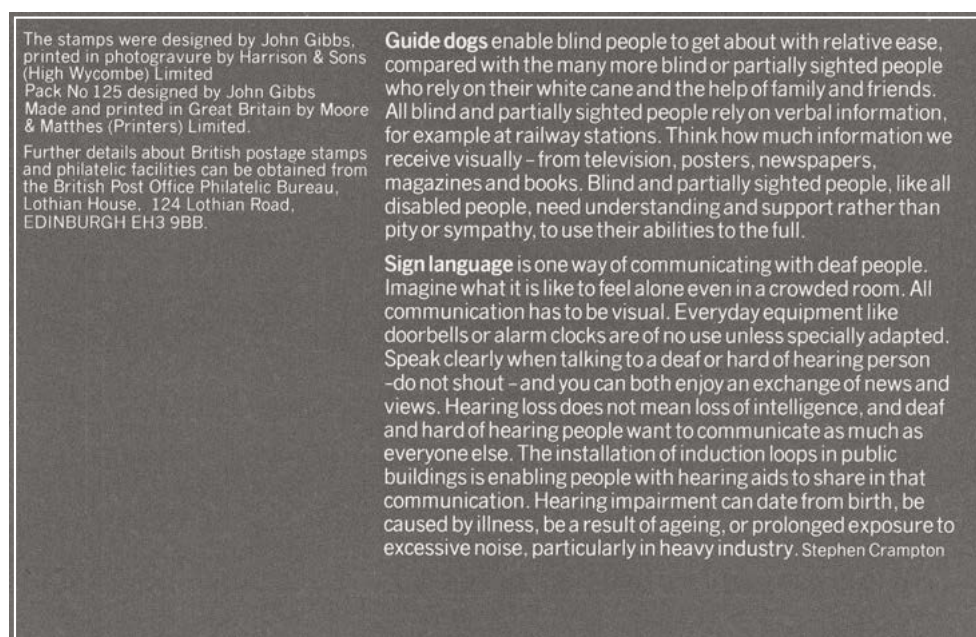 The stamps were designed by John Gibbs,
printed in photogravure by Harrison & Sons
(High Wycombe) Limited
Pack No 125 designed by John Gibbs
Made and printed in Great Britain by Moore
& Matthes (Printers) Limited.
Further details about British postage stamps
and philatelic facilities can be obtained from
the British Post Office Philatelic Bureau,
Lothian House, 124 Lothian Road,
EDINBURGH EH3 9BB.
Guide dogs enable blind people to get about with relative ease,
compared with the many more blind or partially sighted people
who rely on their white cane and the help of family and friends.
All blind and partially sighted people rely on verbal information,
for example at railway stations. Think how much information we
receive visually – from television, posters, newspapers,
magazines and books. Blind and partially sighted people, like all
disabled people, need understanding and support rather than
pity or sympathy, to use their abilities to the full.
Sign language is one way of communicating with deaf people.
Imagine what it is like to feel alone even in a crowded room. All
communication has to be visual. Everyday equipment like
doorbells or alarm clocks are of no use unless specially adapted.
Speak clearly when talking to a deaf or hard of hearing person
–do not shout – and you can both enjoy an exchange of news and
views. Hearing loss does not mean loss of intelligence, and deaf
and hard of hearing people want to communicate as much as
everyone else. The installation of induction loops in public
buildings is enabling people with hearing aids to share in that
communication. Hearing impairment can date from birth, be
caused by illness, be a result of ageing, or prolonged exposure to
excessive noise, particularly in heavy industry. Stephen Crampton